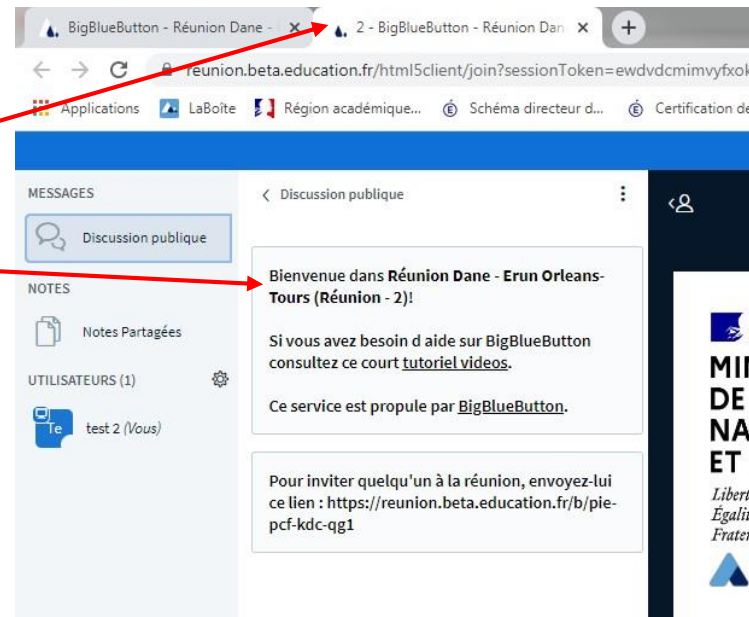 BigBlueButton - Réunion Dane -
2 - BigBlueButton - Réunion Dan
reunion.beta.education.fr/html5client/join?sessionToken=ewdvdcmimvyfxok
Applications LaBoîte Région académique... Schéma directeur d... Certification de
MESSAGES
Discussion publique
NOTES
Notes Partagées
UTILISATEURS (1)
Te
test 2 (Vous)
Discussion publique
Bienvenue dans Réunion Dane - Erun Orleans-
Tours (Réunion - 2)!
Si vous avez besoin d aide sur BigBlueButton
consultez ce court tutoriel videos.
Ce service est propule par BigBlueButton.
Pour inviter quelqu'un à la réunion, envoyez-lui
ce lien : https://reunion.beta.education.fr/b/pie-
pcf-kdc-qg1
DE
NA
ET